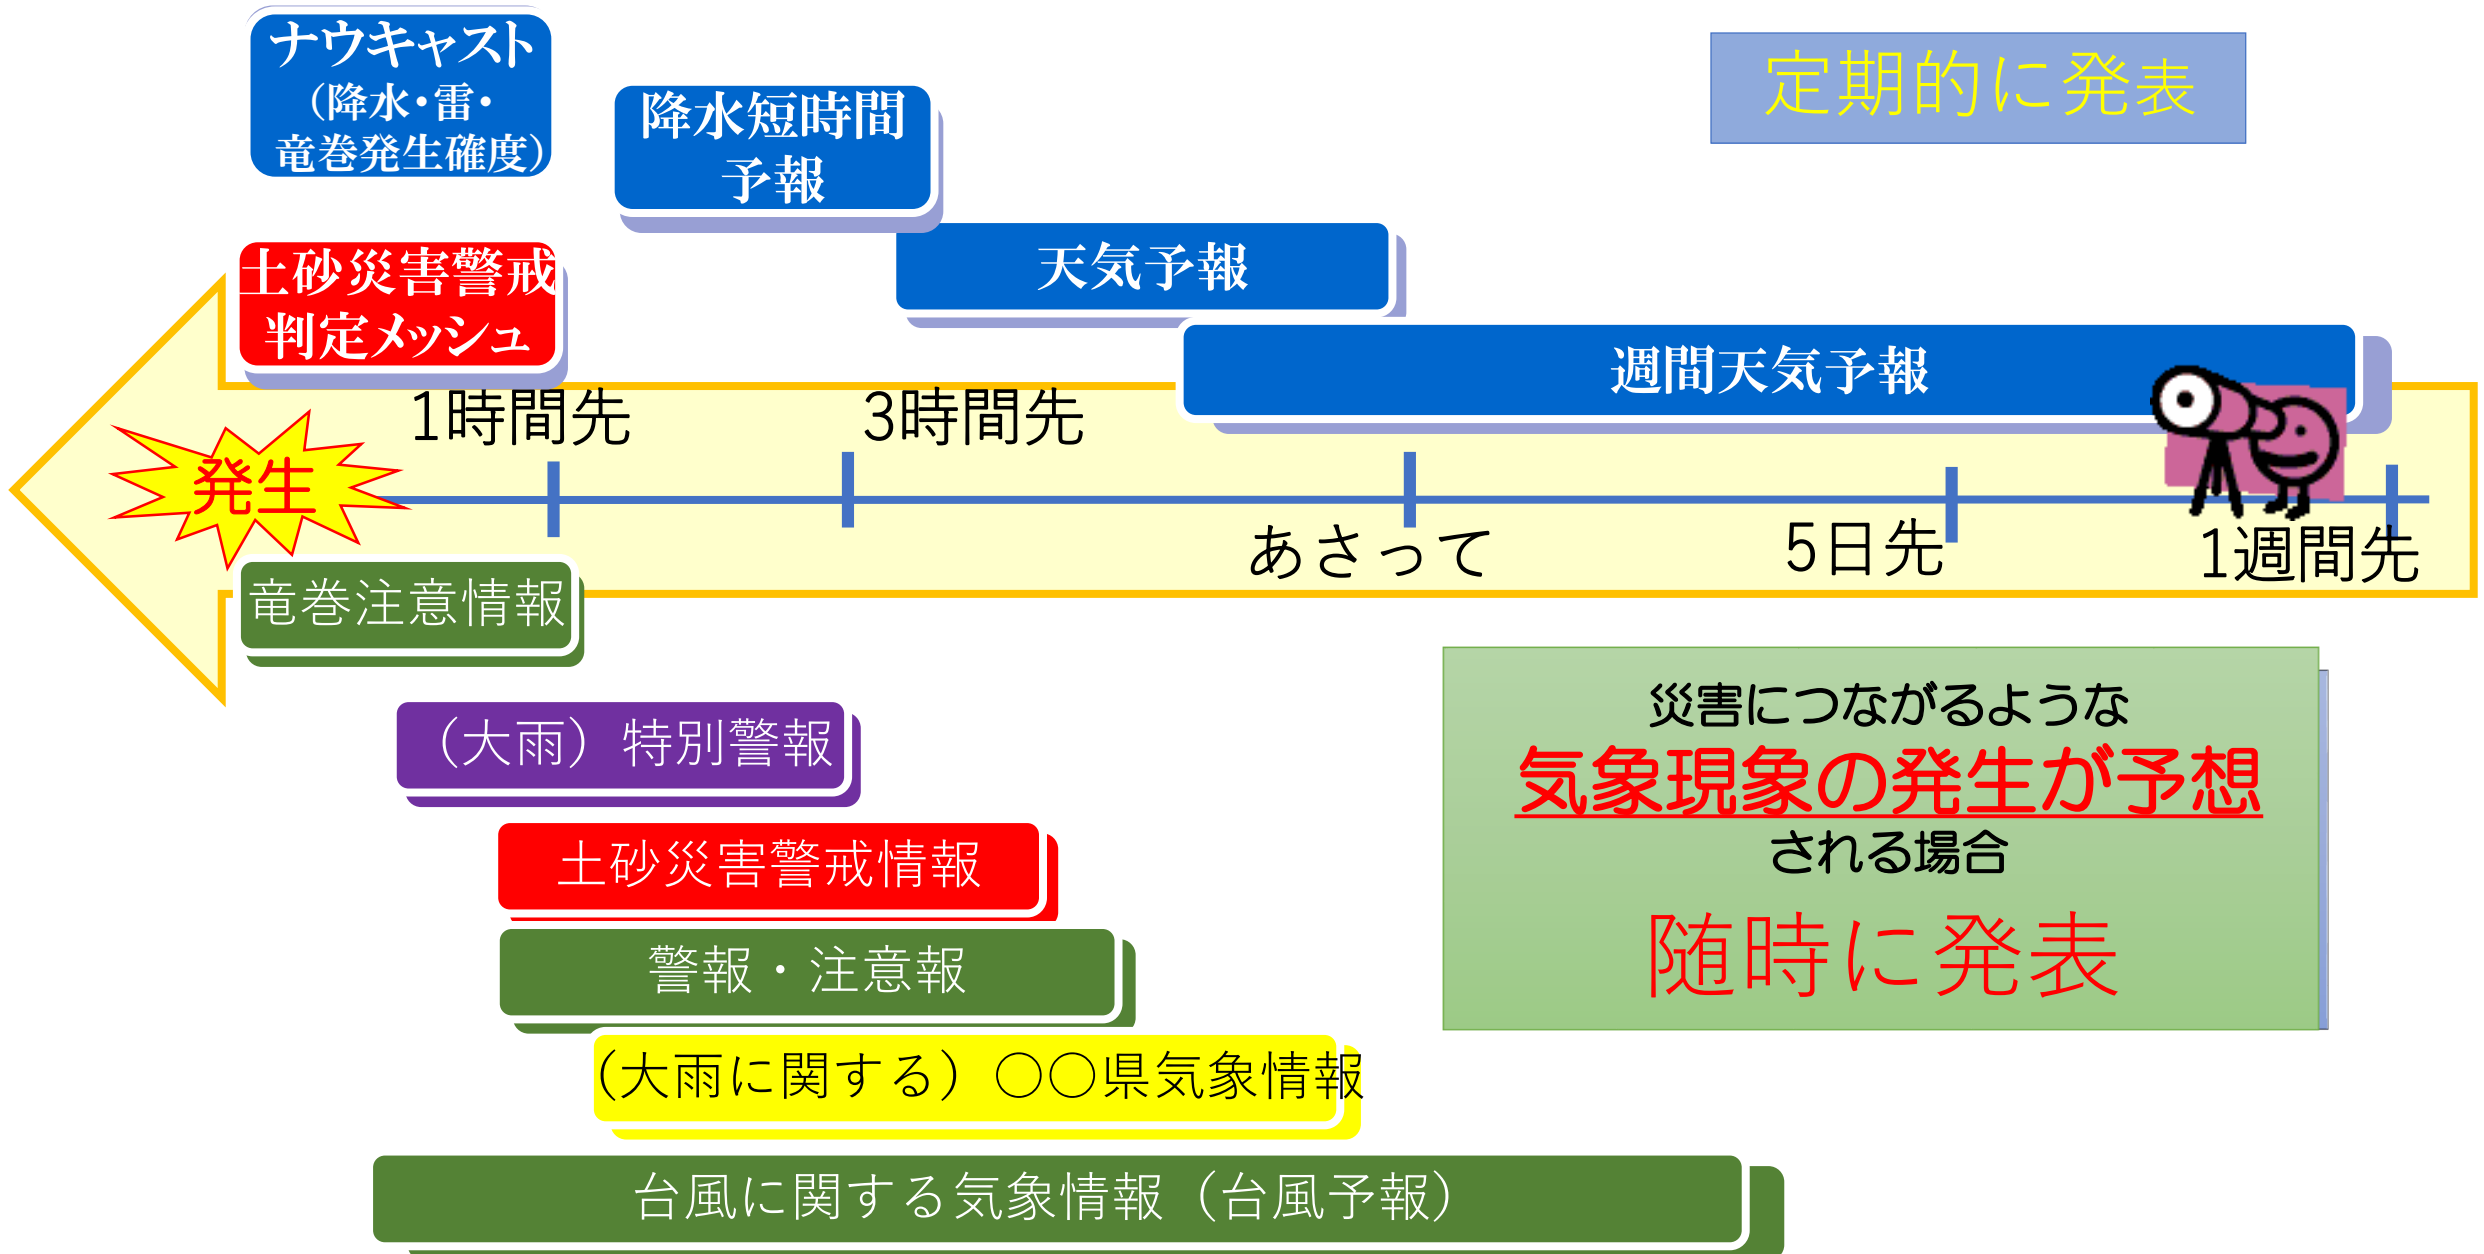 ナウキャスト
（降水・雷・
竜巻発生確度）
降水短時間
予報
定期的に発表
天気予報
土砂災害警戒
判定メッシュ
週間天気予報
1時間先
3時間先
発生
あさって
5日先
1週間先
竜巻注意情報
（大雨）特別警報
土砂災害警戒情報
警報・注意報
（大雨に関する）○○県気象情報
台風に関する気象情報（台風予報）
災害につながるような
気象現象の発生が予想
される場合
随時に発表